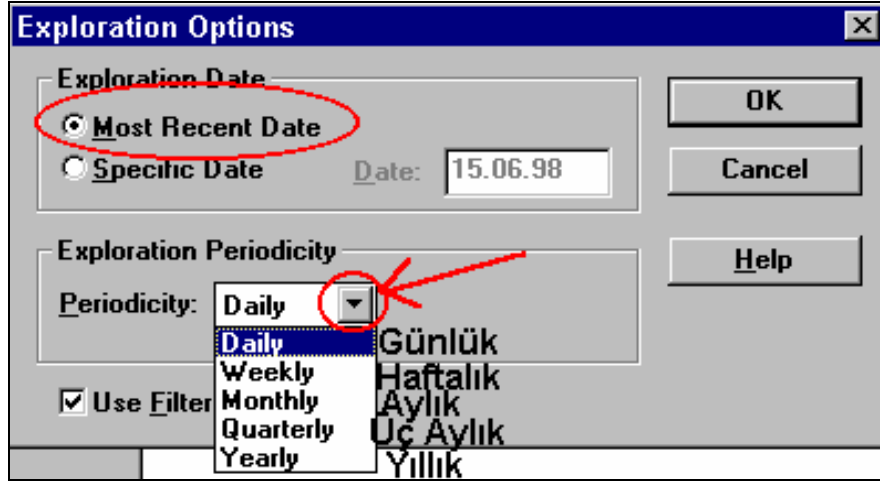 Exploration Options
Exploration Date
OK
Most Recent Date
Specific Date Date: 15.06.98
Cancel
Exploration Periodicity
Help
Periodicity: Daily
Daily Günlük
Weekly Haftalık
Use Filter Monthly Aylık
Quarterly Üç Aylık
Yearly Yıllık